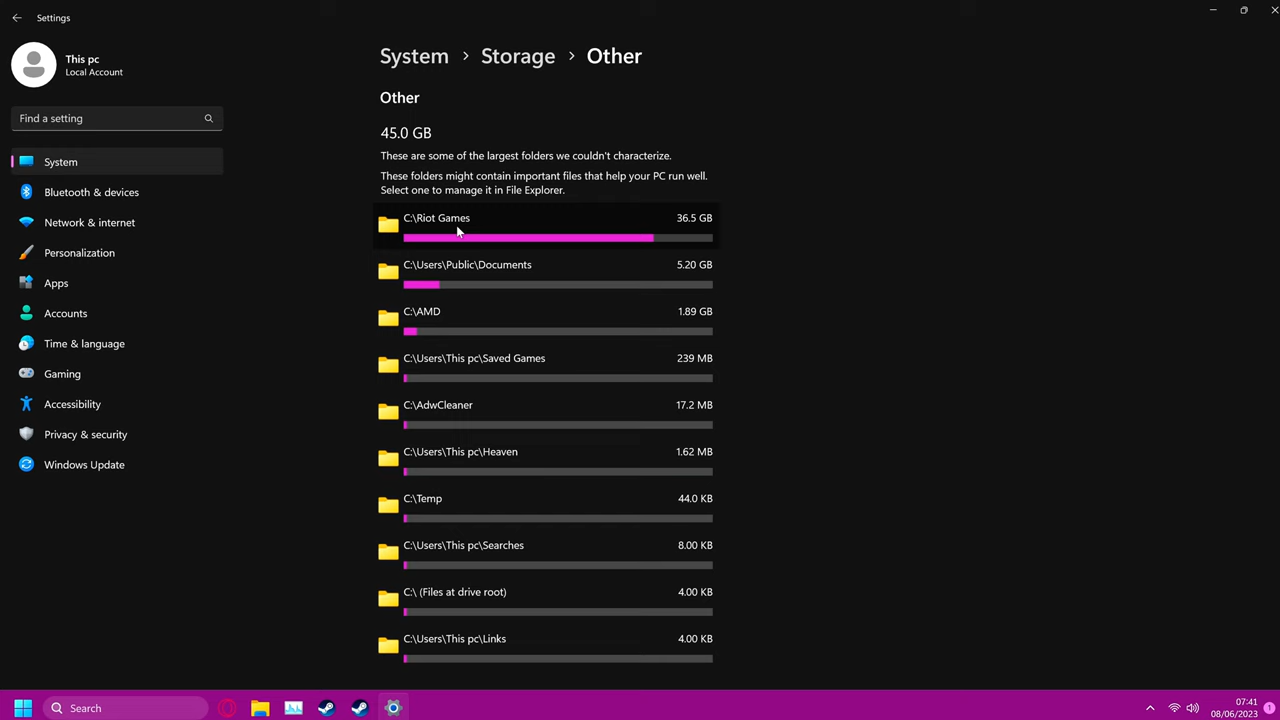 Settings
This pc
Local Account
Find a setting
System
Bluetooth & devices
Network & internet
Personalization
Apps
Accounts
Time & language
Gaming
Accessibility
Privacy & security
Windows Update
System > Storage > Other
Other
45.0 GB
These are some of the largest folders we couldn't characterize.
These folders might contain important files that help your PC run well.
Select one to manage it in File Explorer.
C:\Riot Games 36.5 GB
C:\Users\Public\Documents 5.20 GB
C:\AMD 1.89 GB
C:\Users\This pc\Saved Games 239 MB
C:\AdwCleaner 17.2 MB
C:\Users\This pc\Heaven 1.62 MB
C:\Temp 44.0 KB
C:\Users\This pc\Searches 8.00 KB
C:\ (Files at drive root) 4.00 KB
C:\Users\This pc\Links 4.00 KB
Search
07:41
08/06/2023
1